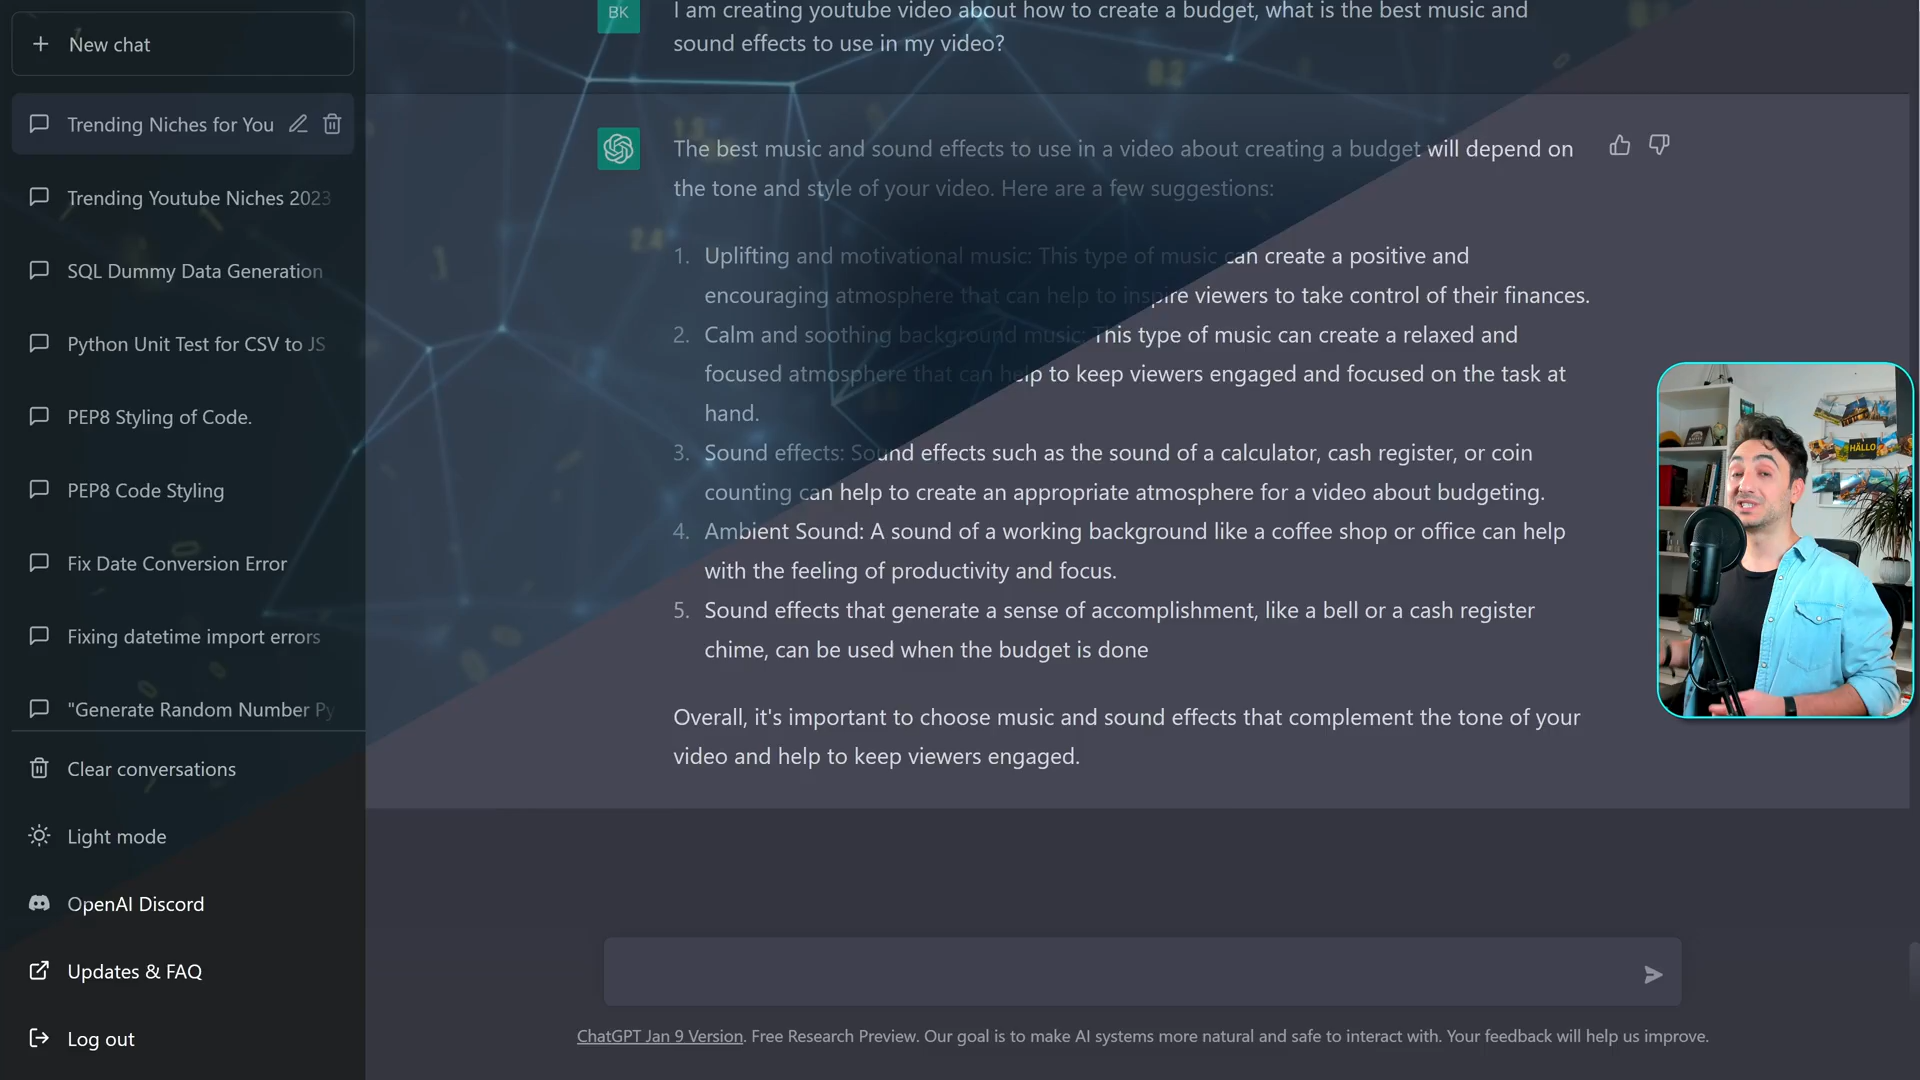 New chat
Trending Niches for You
Trending Youtube Niches 2023
SQL Dummy Data Generation
Python Unit Test for CSV to JS
PEP8 Styling of Code.
PEP8 Code Styling
Fix Date Conversion Error
Fixing datetime import errors
"Generate Random Number Py
Clear conversations
Light mode
OpenAI Discord
Updates & FAQ
Log out
BK
I am creating youtube video about how to create a budget, what is the best music and
sound effects to use in my video?
The best music and sound effects to use in a video about creating a budget will depend on
the tone and style of your video. Here are a few suggestions:
1. Uplifting and motivational music: This type of music can create a positive and
encouraging atmosphere that can help to inspire viewers to take control of their finances.
2. Calm and soothing background music: This type of music can create a relaxed and
focused atmosphere that can help to keep viewers engaged and focused on the task at
hand.
3. Sound effects: Sound effects such as the sound of a calculator, cash register, or coin
counting can help to create an appropriate atmosphere for a video about budgeting.
4. Ambient Sound: A sound of a working background like a coffee shop or office can help
with the feeling of productivity and focus.
5. Sound effects that generate a sense of accomplishment, like a bell or a cash register
chime, can be used when the budget is done
Overall, it's important to choose music and sound effects that complement the tone of your
video and help to keep viewers engaged.
HÄLLO
ChatGPT Jan 9 Version. Free Research Preview. Our goal is to make AI systems more natural and safe to interact with. Your feedback will help us improve.